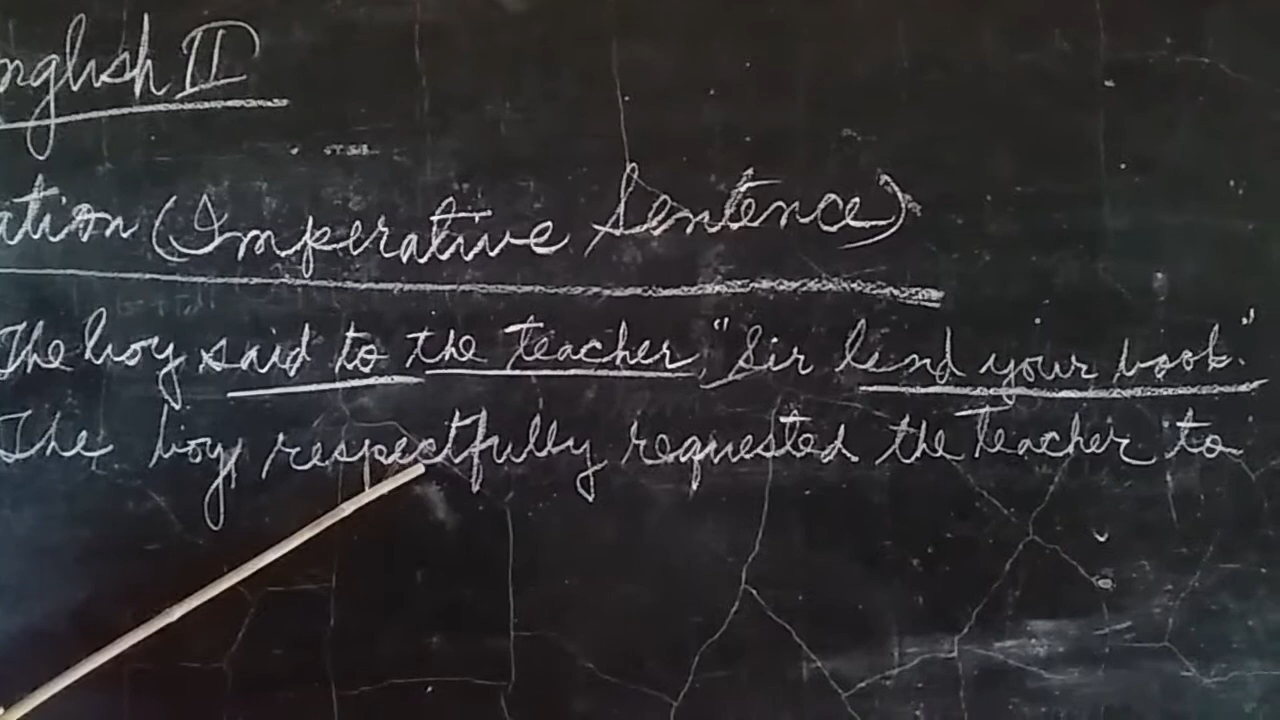 nglish II
ation (Imperative Sentence)
The boy said to the teacher, "Sir lend your book."
The boy respectfully requested the teacher to